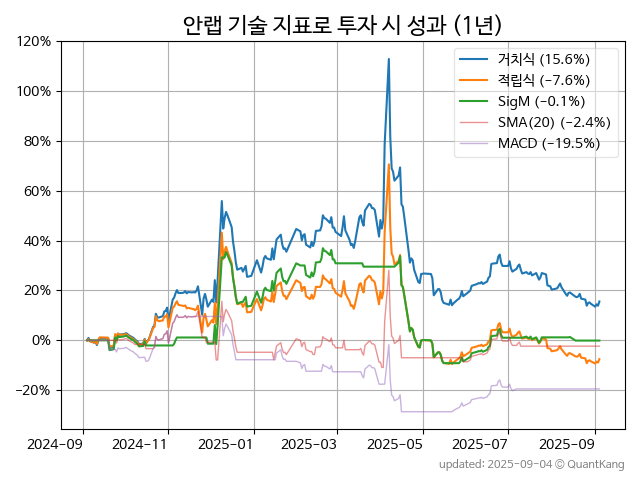 안랩 기술 지표로 투자 시 성과 (1년)
거치식 (15.6%)
적립식 (−7.6%)
SigM (−0.1%)
SMA(20) (−2.4%)
MACD (−19.5%)
120%
100%
80%
60%
40%
20%
0%
−20%
2024-09
2024-11
2025-01
2025-03
2025-05
2025-07
2025-09
updated: 2025-09-04 © QuantKang